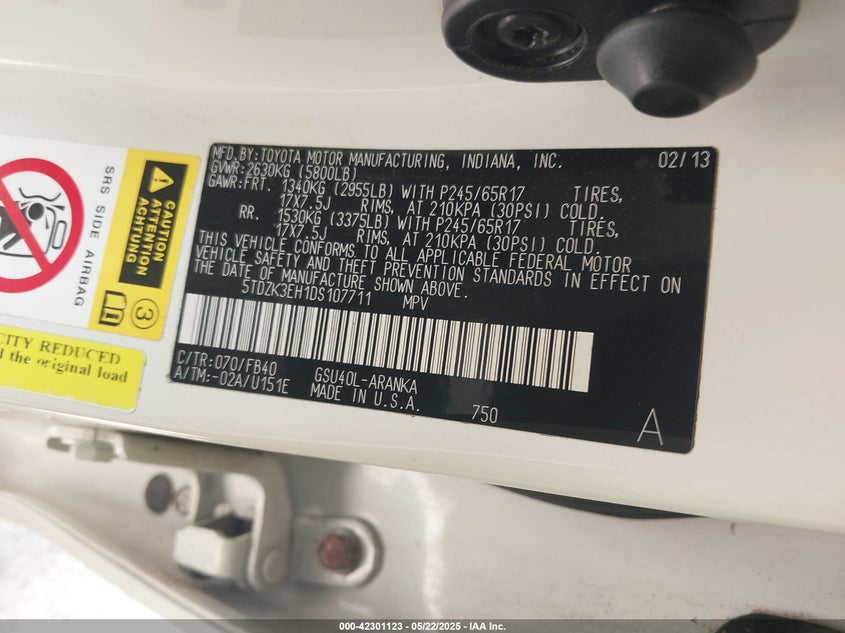 MFD. BY: TOYOTA MOTOR MANUFACTURING, INDIANA, INC. 02/13
GVWR: 2630KG (5800LB)
GAWR: FRT. 1340KG (2955LB) WITH P245/65R17 TIRES,
17X7.5J RIMS, AT 210KPA (30PSI) COLD.
RR. 1530KG (3375LB) WITH P245/65R17 TIRES,
17X7.5J RIMS, AT 210KPA (30PSI) COLD.
THIS VEHICLE CONFORMS TO ALL APPLICABLE FEDERAL MOTOR
VEHICLE SAFETY AND THEFT PREVENTION STANDARDS IN EFFECT ON
THE DATE OF MANUFACTURE SHOWN ABOVE.
5TDZK3EH1DS107711 MPV
C/TR: 070/FB40 GSU40L-ARANKA
A/TM: -02A/U151E MADE IN U.S.A. 750
A
SRS SIDE AIRBAG
CAUTION
ATTENTION
ACHTUNG
3
CITY REDUCED
d the original load
000-42301123 - 05/22/2025 - IAA Inc.